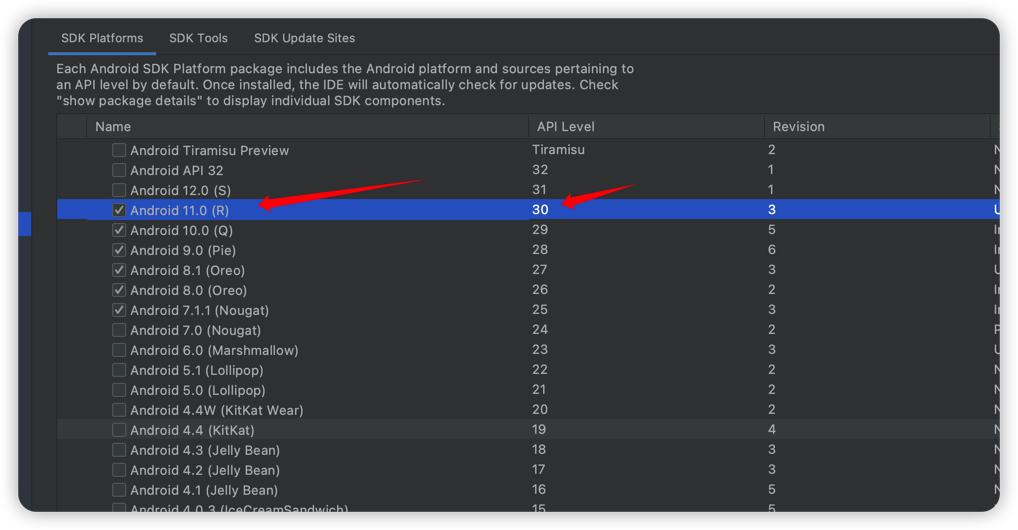 SDK Platforms SDK Tools SDK Update Sites
Each Android SDK Platform package includes the Android platform and sources pertaining to
an API level by default. Once installed, the IDE will automatically check for updates. Check
"show package details" to display individual SDK components.
Name API Level Revision
Android Tiramisu Preview Tiramisu 2
Android API 32 32 1
Android 12.0 (S) 31 1
Android 11.0 (R) 30 3
Android 10.0 (Q) 29 5
Android 9.0 (Pie) 28 6
Android 8.1 (Oreo) 27 3
Android 8.0 (Oreo) 26 2
Android 7.1.1 (Nougat) 25 3
Android 7.0 (Nougat) 24 2
Android 6.0 (Marshmallow) 23 3
Android 5.1 (Lollipop) 22 2
Android 5.0 (Lollipop) 21 2
Android 4.4W (KitKat Wear) 20 2
Android 4.4 (KitKat) 19 4
Android 4.3 (Jelly Bean) 18 3
Android 4.2 (Jelly Bean) 17 3
Android 4.1 (Jelly Bean) 16 5
Android 4.0.3 (IceCreamSandwich) 15 5